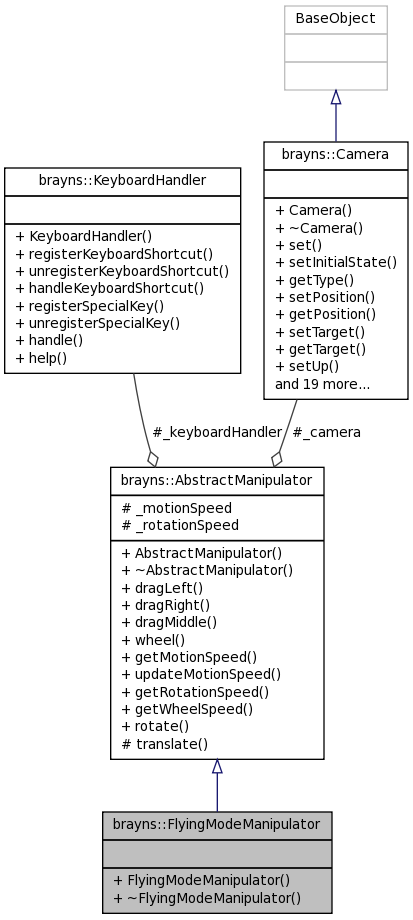 BaseObject
brayns::KeyboardHandler
+ KeyboardHandler()
+ registerKeyboardShortcut()
+ unregisterKeyboardShortcut()
+ handleKeyboardShortcut()
+ registerSpecialKey()
+ unregisterSpecialKey()
+ handle()
+ help()
brayns::Camera
+ Camera()
+ ~Camera()
+ set()
+ setInitialState()
+ getType()
+ setPosition()
+ getPosition()
+ setTarget()
+ getTarget()
+ setUp()
and 19 more...
#_keyboardHandler
#_camera
brayns::AbstractManipulator
# _motionSpeed
# _rotationSpeed
+ AbstractManipulator()
+ ~AbstractManipulator()
+ dragLeft()
+ dragRight()
+ dragMiddle()
+ wheel()
+ getMotionSpeed()
+ updateMotionSpeed()
+ getRotationSpeed()
+ getWheelSpeed()
+ rotate()
# translate()
brayns::FlyingModeManipulator
+ FlyingModeManipulator()
+ ~FlyingModeManipulator()